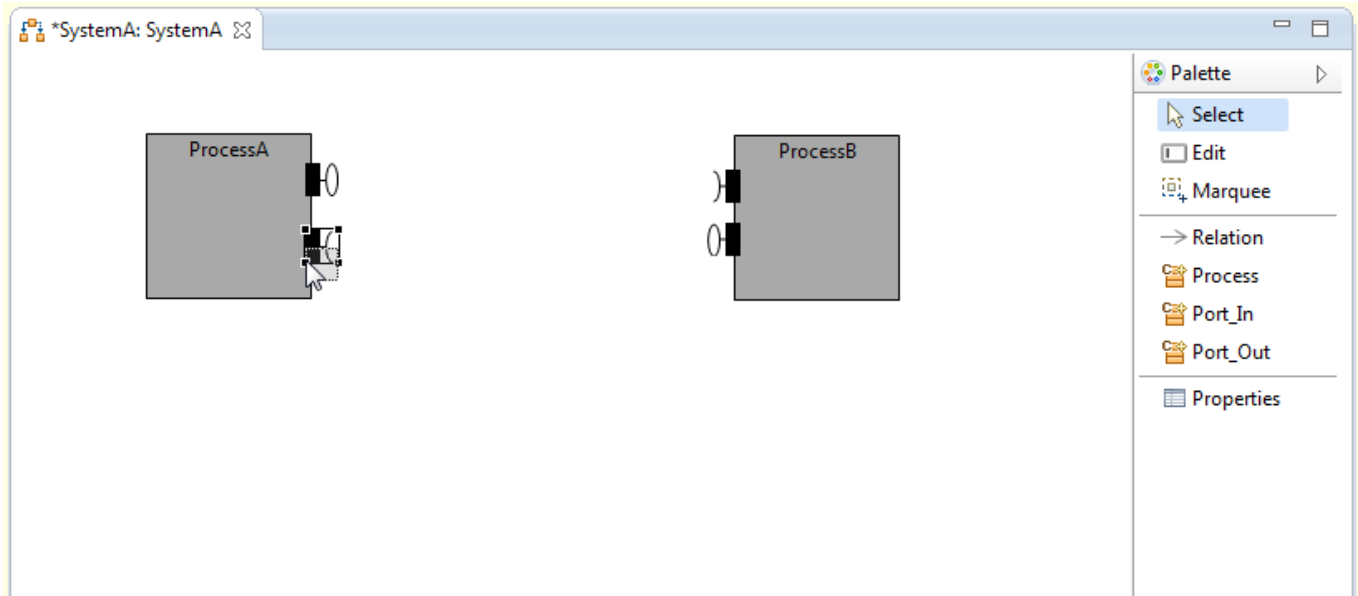 *SystemA: SystemA
Palette
Select
Edit
Marquee
Relation
Process
Port_In
Port_Out
Properties
ProcessA
ProcessB